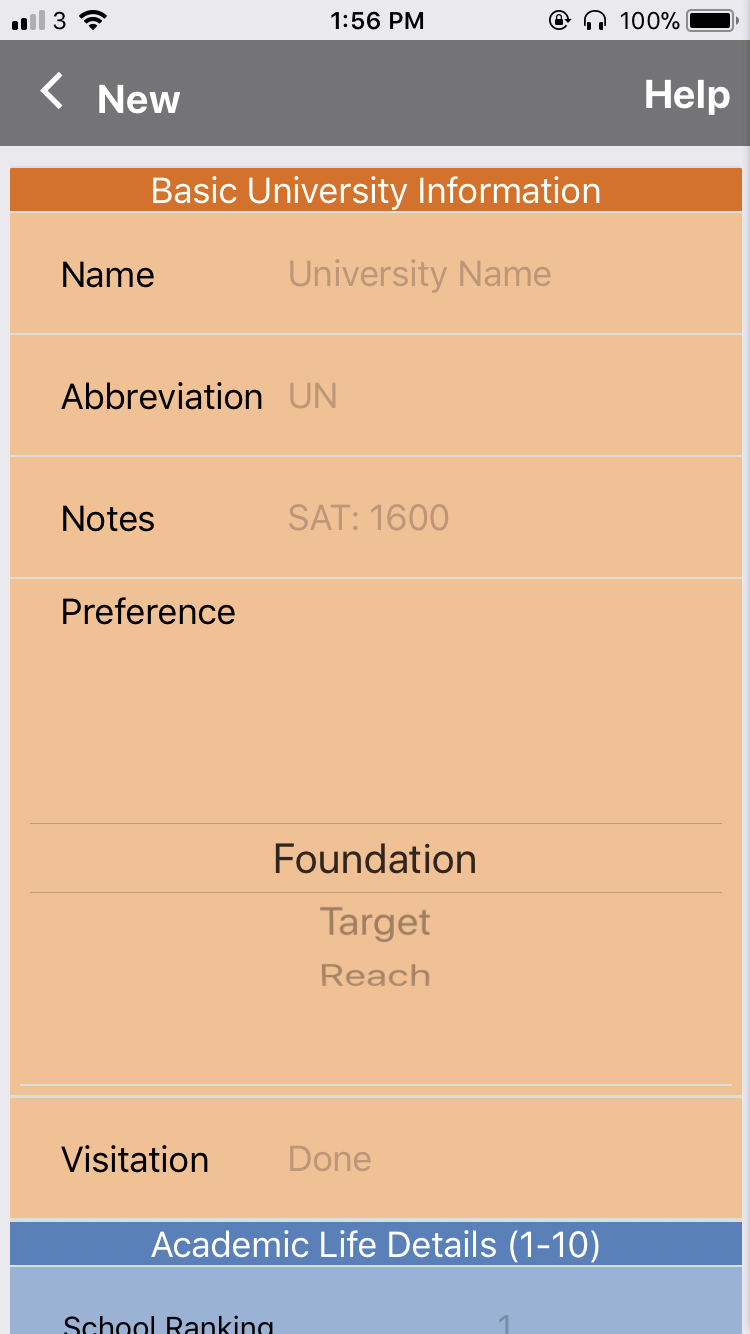 3 1:56 PM 100%
New Help
Basic University Information
Name University Name
Abbreviation UN
Notes SAT: 1600
Preference
Foundation
Target
Reach
Visitation Done
Academic Life Details (1-10)
School Ranking 1